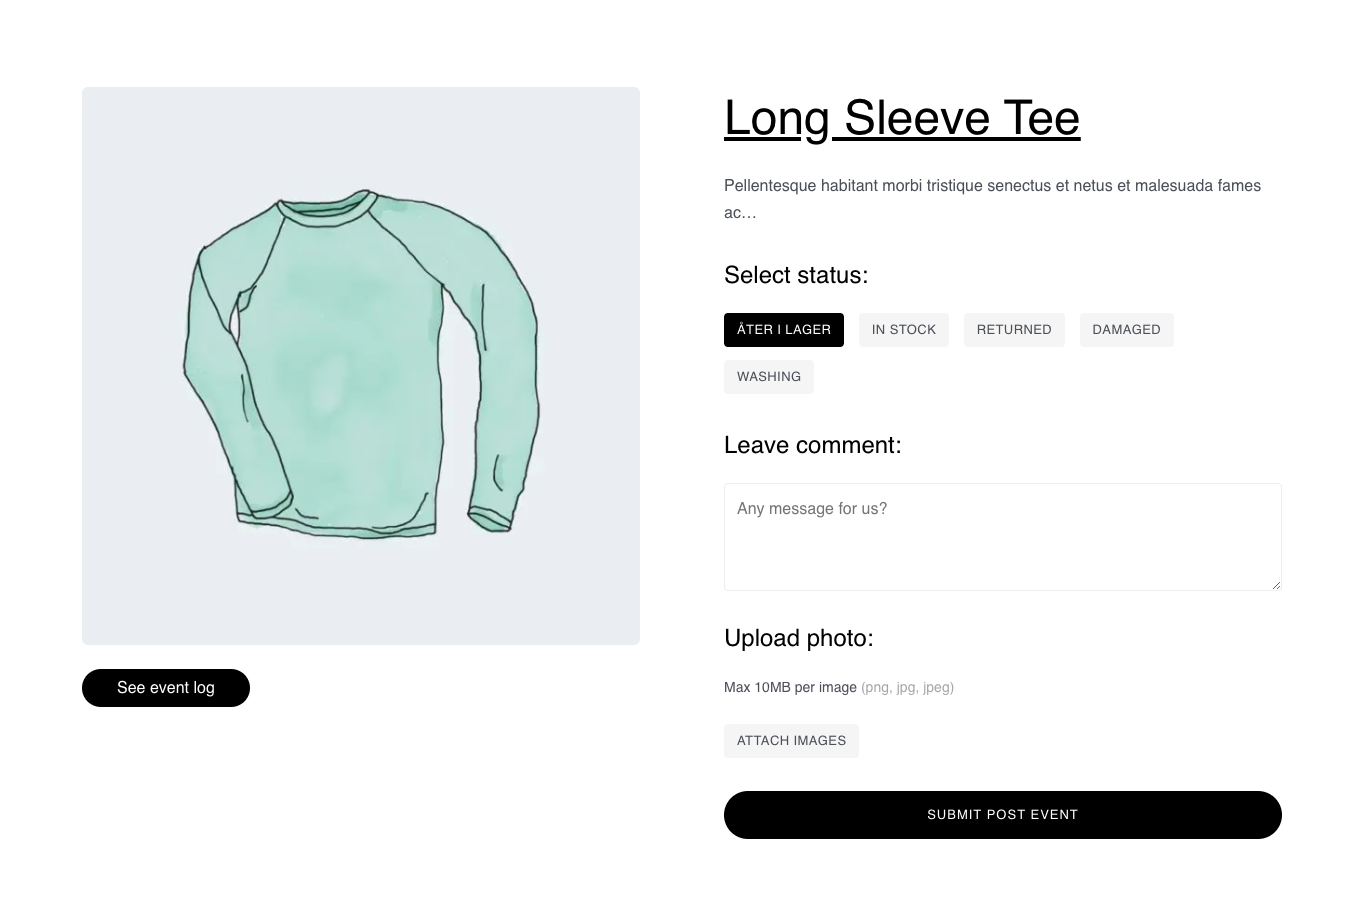 Long Sleeve Tee
Pellentesque habitant morbi tristique senectus et netus et malesuada fames
ac…
Select status:
ÅTER I LAGER
IN STOCK
RETURNED
DAMAGED
WASHING
Leave comment:
Any message for us?
Upload photo:
Max 10MB per image (png, jpg, jpeg)
ATTACH IMAGES
SUBMIT POST EVENT
See event log